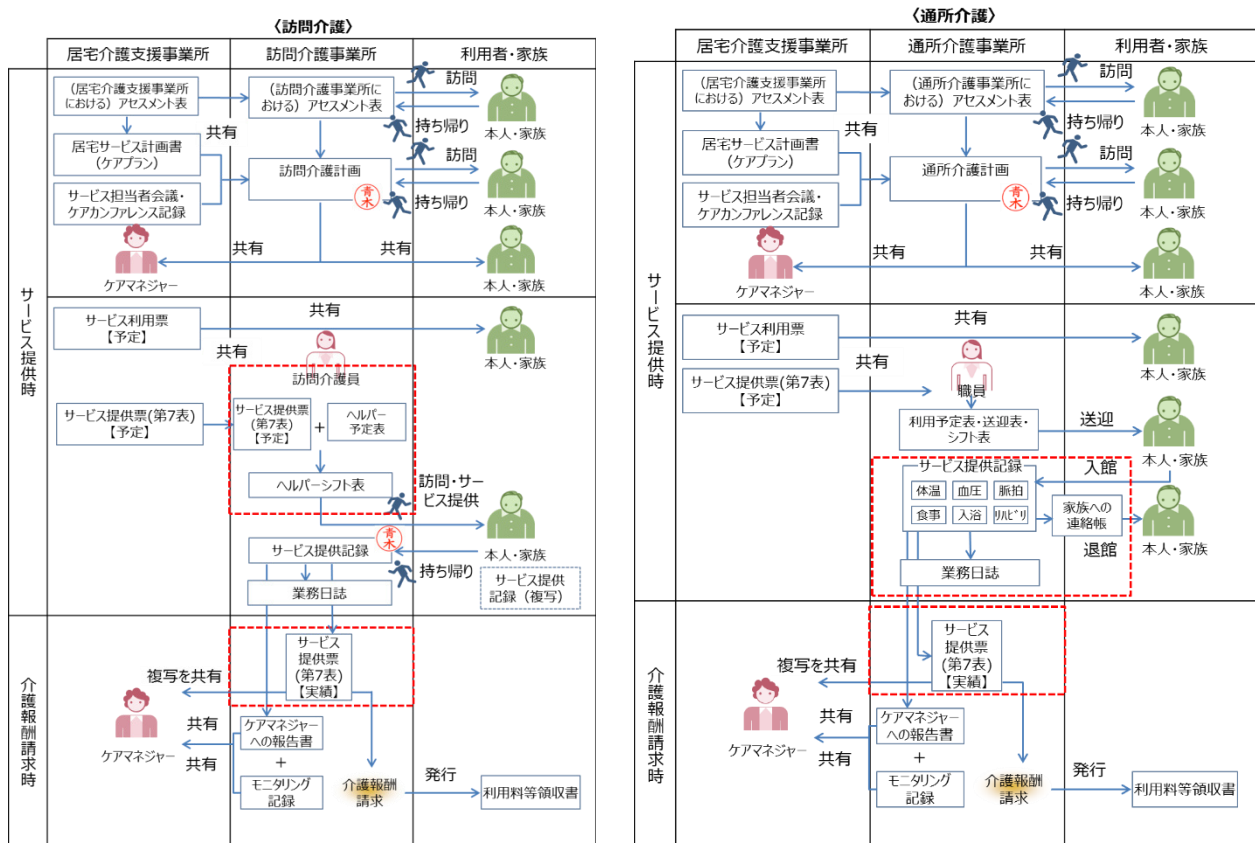 〈訪問介護〉
居宅介護支援事業所
訪問介護事業所
利用者・家族
サービス提供時
(居宅介護支援事業所
における) アセスメント表
(訪問介護事業所に
おける) アセスメント表
訪問
本人・家族
持ち帰り
共有
居宅サービス計画書
(ケアプラン)
訪問介護計画
青木
訪問
本人・家族
持ち帰り
サービス担当者会議・
ケアカンファレンス記録
共有
共有
ケアマネジャー
本人・家族
サービス利用票
【予定】
共有
本人・家族
共有
訪問介護員
サービス提供票(第7表)
【予定】
サービス提供票
(第7表)
【予定】
+
ヘルパー
予定表
ヘルパーシフト表
訪問・サー
ビス提供
青木
サービス提供記録
本人・家族
持ち帰り
サービス提供
記録（複写）
業務日誌
介護報酬請求時
サービス
提供票
(第7表)
【実績】
複写を共有
ケアマネジャー
共有
共有
ケアマネジャー
への報告書
+
モニタリング
記録
介護報酬
請求
発行
利用料等領収書
〈通所介護〉
居宅介護支援事業所
通所介護事業所
利用者・家族
サービス提供時
(居宅介護支援事業所
における) アセスメント表
(通所介護事業所に
おける) アセスメント表
訪問
本人・家族
持ち帰り
共有
居宅サービス計画書
(ケアプラン)
通所介護計画
青木
訪問
本人・家族
持ち帰り
サービス担当者会議・
ケアカンファレンス記録
共有
共有
ケアマネジャー
本人・家族
サービス利用票
【予定】
共有
本人・家族
共有
サービス提供票(第7表)
【予定】
職員
利用予定表・送迎表・
シフト表
送迎
本人・家族
サービス提供記録
入館
体温
血圧
脈拍
食事
入浴
ﾘﾊﾋﾞﾘ
家族への
連絡帳
退館
本人・家族
業務日誌
介護報酬請求時
サービス
提供票
(第7表)
【実績】
複写を共有
ケアマネジャー
共有
共有
ケアマネジャー
への報告書
+
モニタリング
記録
介護報酬
請求
発行
利用料等領収書